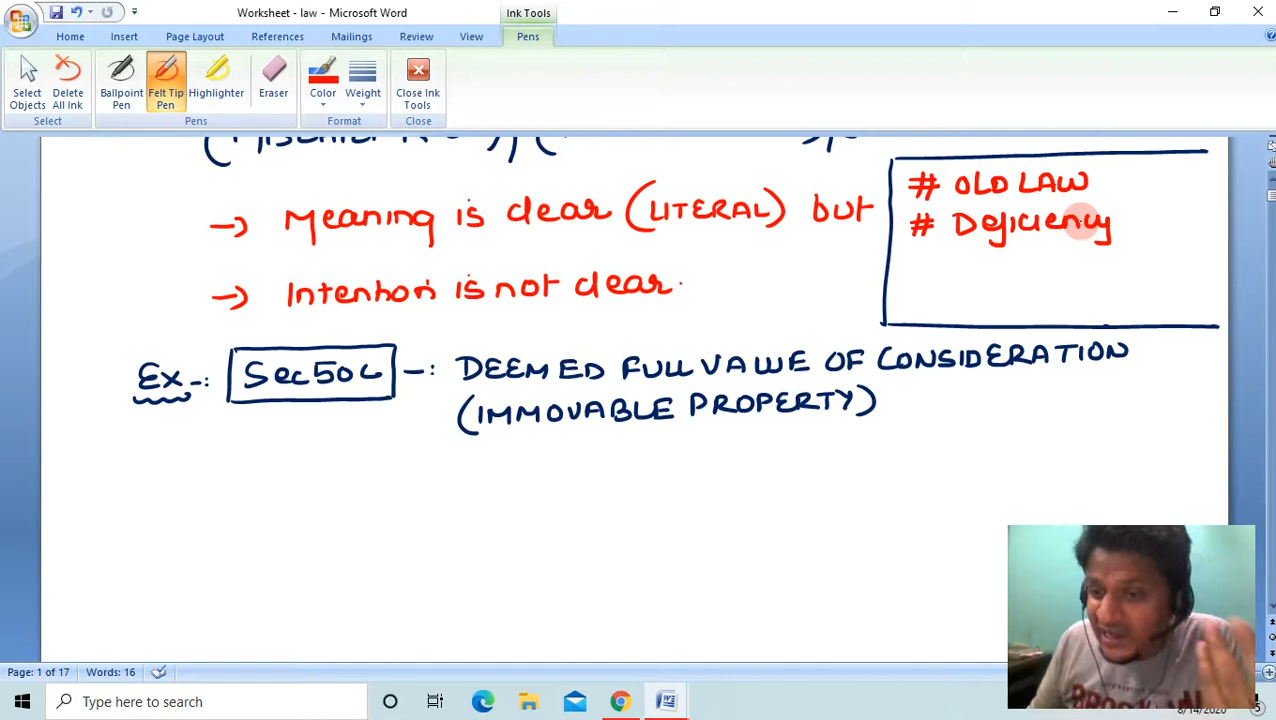 Worksheet - law - Microsoft Word
Ink Tools
Home Insert Page Layout References Mailings Review View Pens
Select Objects
Delete All Ink
Ballpoint Pen
Felt Tip Pen
Highlighter
Eraser
Color
Weight
Close Ink Tools
Select Pens Format Close
# OLD LAW
# Deficiency
→ Meaning is clear (LITERAL) but
→ Intention is not clear.
Ex-: Sec 50C -: DEEMED FULL VALUE OF CONSIDERATION
(IMMOVABLE PROPERTY)
Page: 1 of 17 Words: 16
Type here to search
8/14/2020